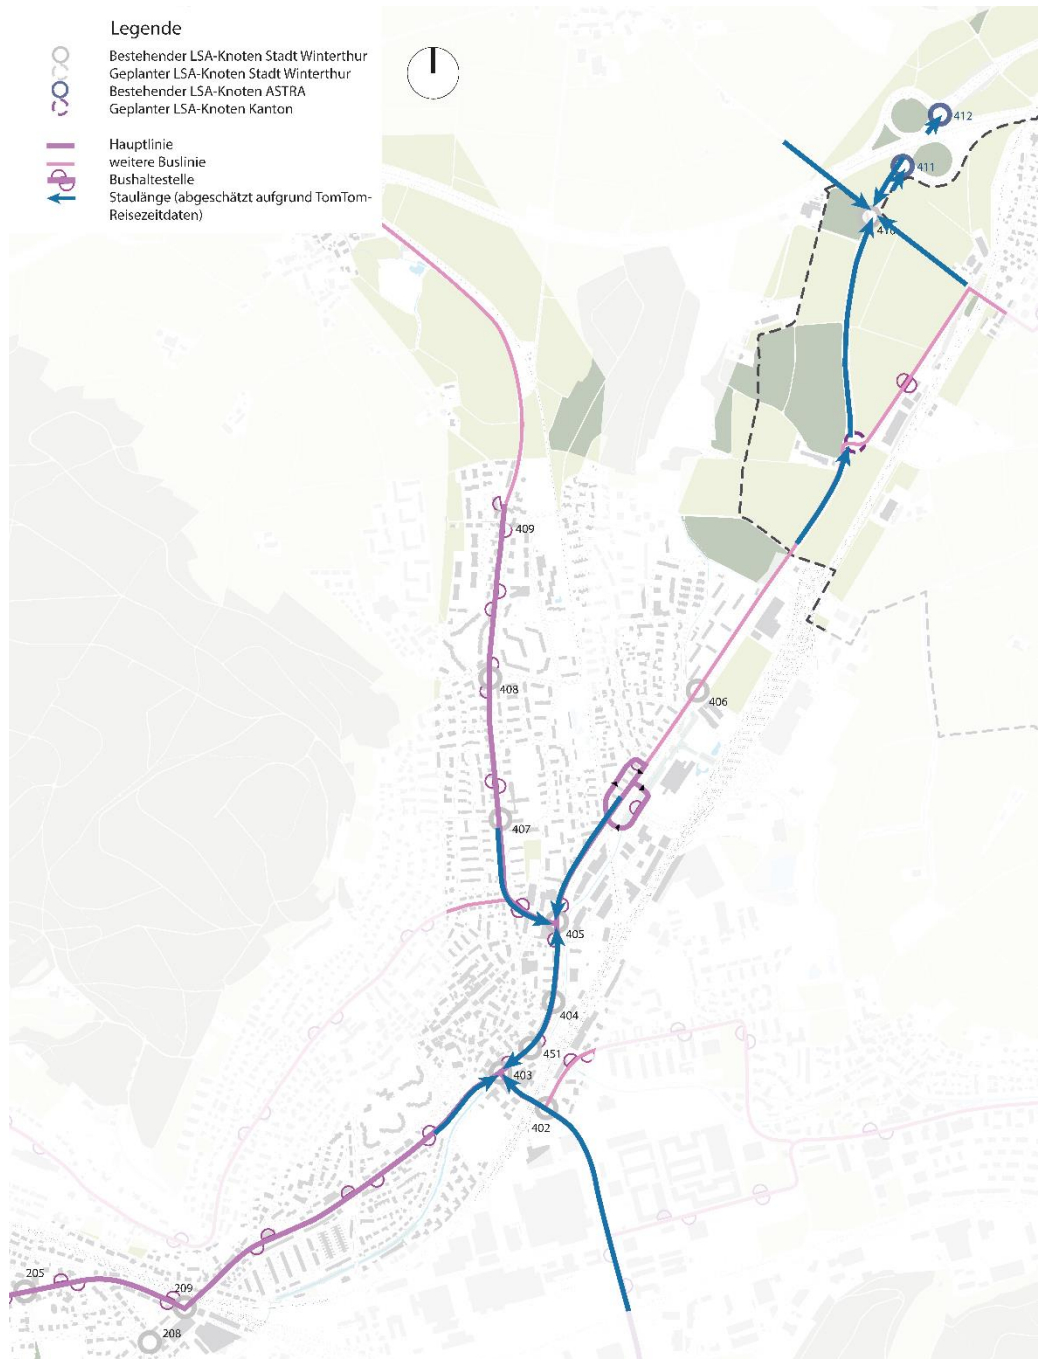 Legende
Bestehender LSA-Knoten Stadt Winterthur
Geplanter LSA-Knoten Stadt Winterthur
Bestehender LSA-Knoten ASTRA
Geplanter LSA-Knoten Kanton
Hauptlinie
weitere Buslinie
Bushaltestelle
Staulänge (abgeschätzt aufgrund TomTom-
Reisezeitdaten)
412
411
410
409
408
406
407
405
404
451
403
402
205
209
208